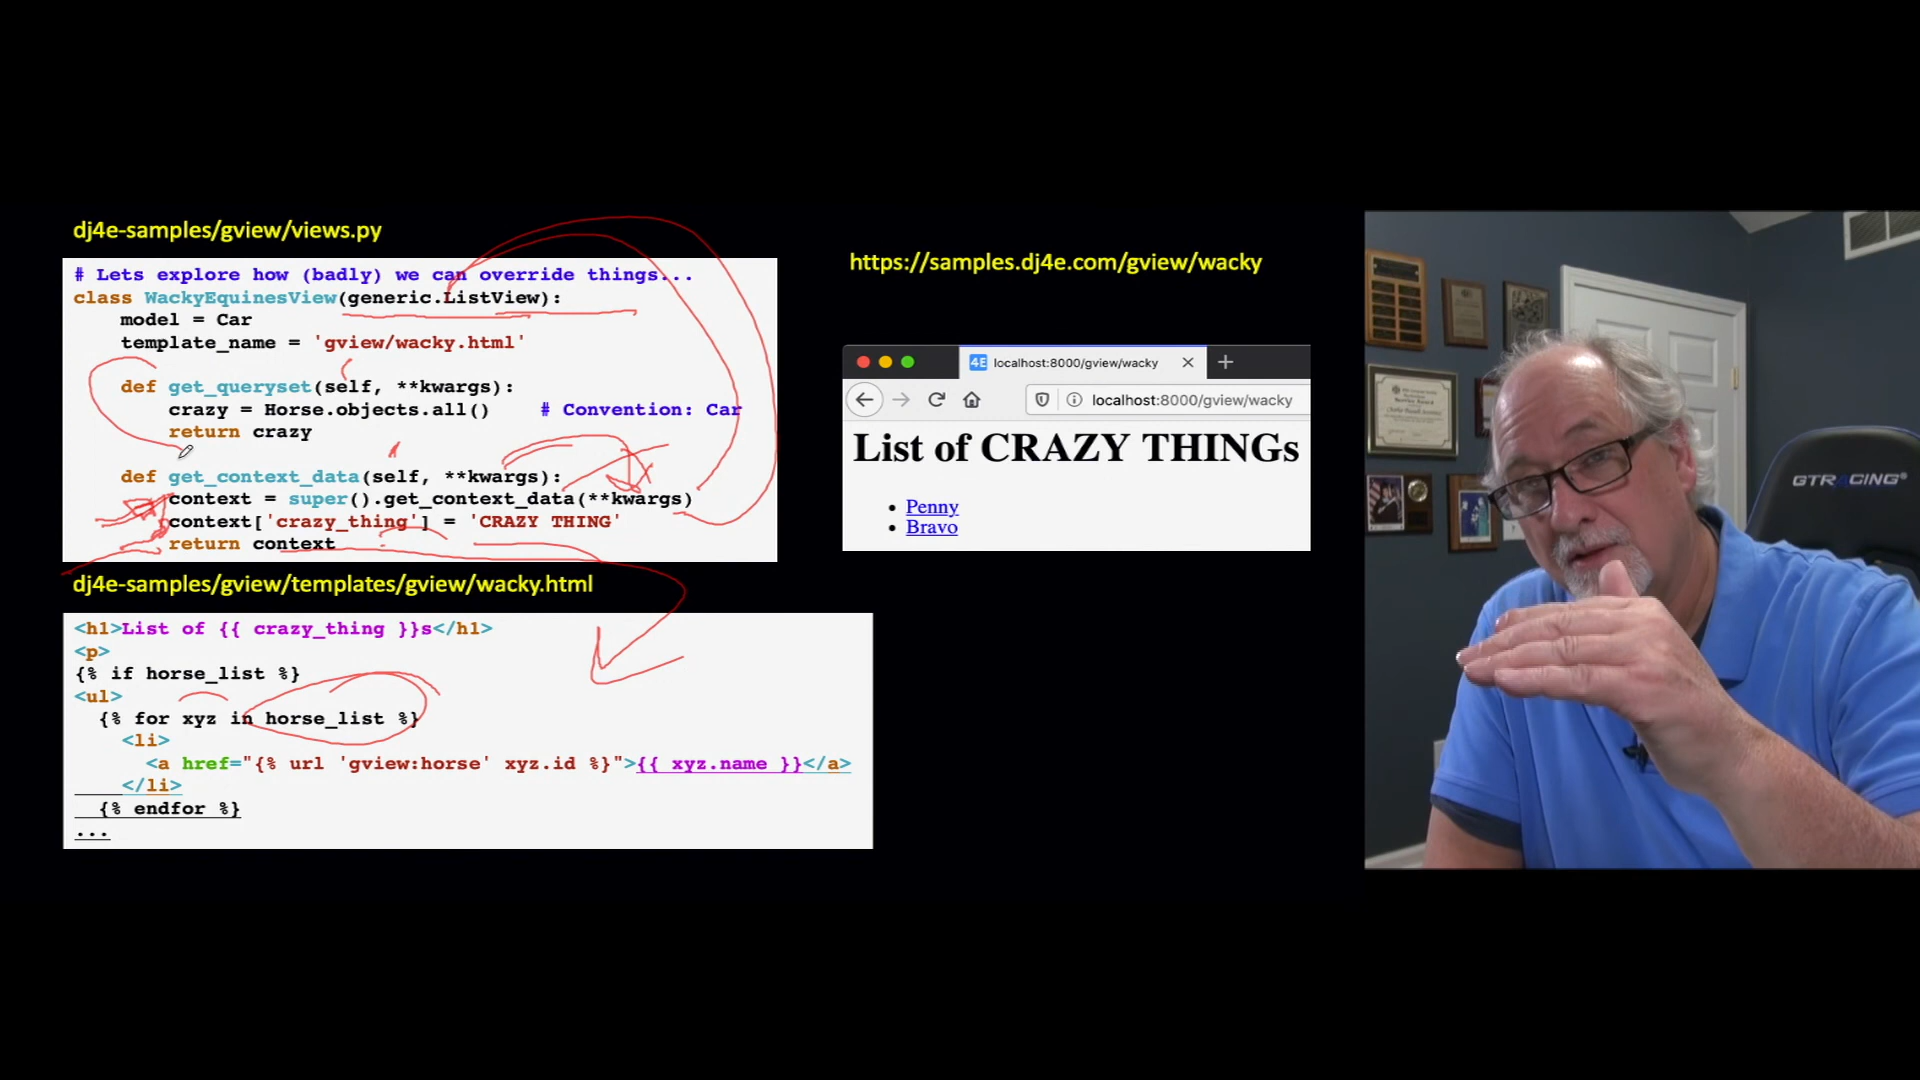 dj4e-samples/gview/views.py
# Lets explore how (badly) we can override things...
class WackyEquinesView(generic.ListView):
    model = Car
    template_name = 'gview/wacky.html'
    def get_queryset(self, **kwargs):
        crazy = Horse.objects.all()    # Convention: Car
        return crazy
    def get_context_data(self, **kwargs):
        context = super().get_context_data(**kwargs)
        context['crazy_thing'] = 'CRAZY THING'
        return context
dj4e-samples/gview/templates/gview/wacky.html
<h1>List of {{ crazy_thing }}s</h1>
<p>
{% if horse_list %}
<ul>
  {% for xyz in horse_list %}
    <li>
      <a href="{% url 'gview:horse' xyz.id %}">{{ xyz.name }}</a>
    </li>
  {% endfor %}
...
https://samples.dj4e.com/gview/wacky
4E localhost:8000/gview/wacky
localhost:8000/gview/wacky
List of CRAZY THINGs
Penny
Bravo
GTRACING